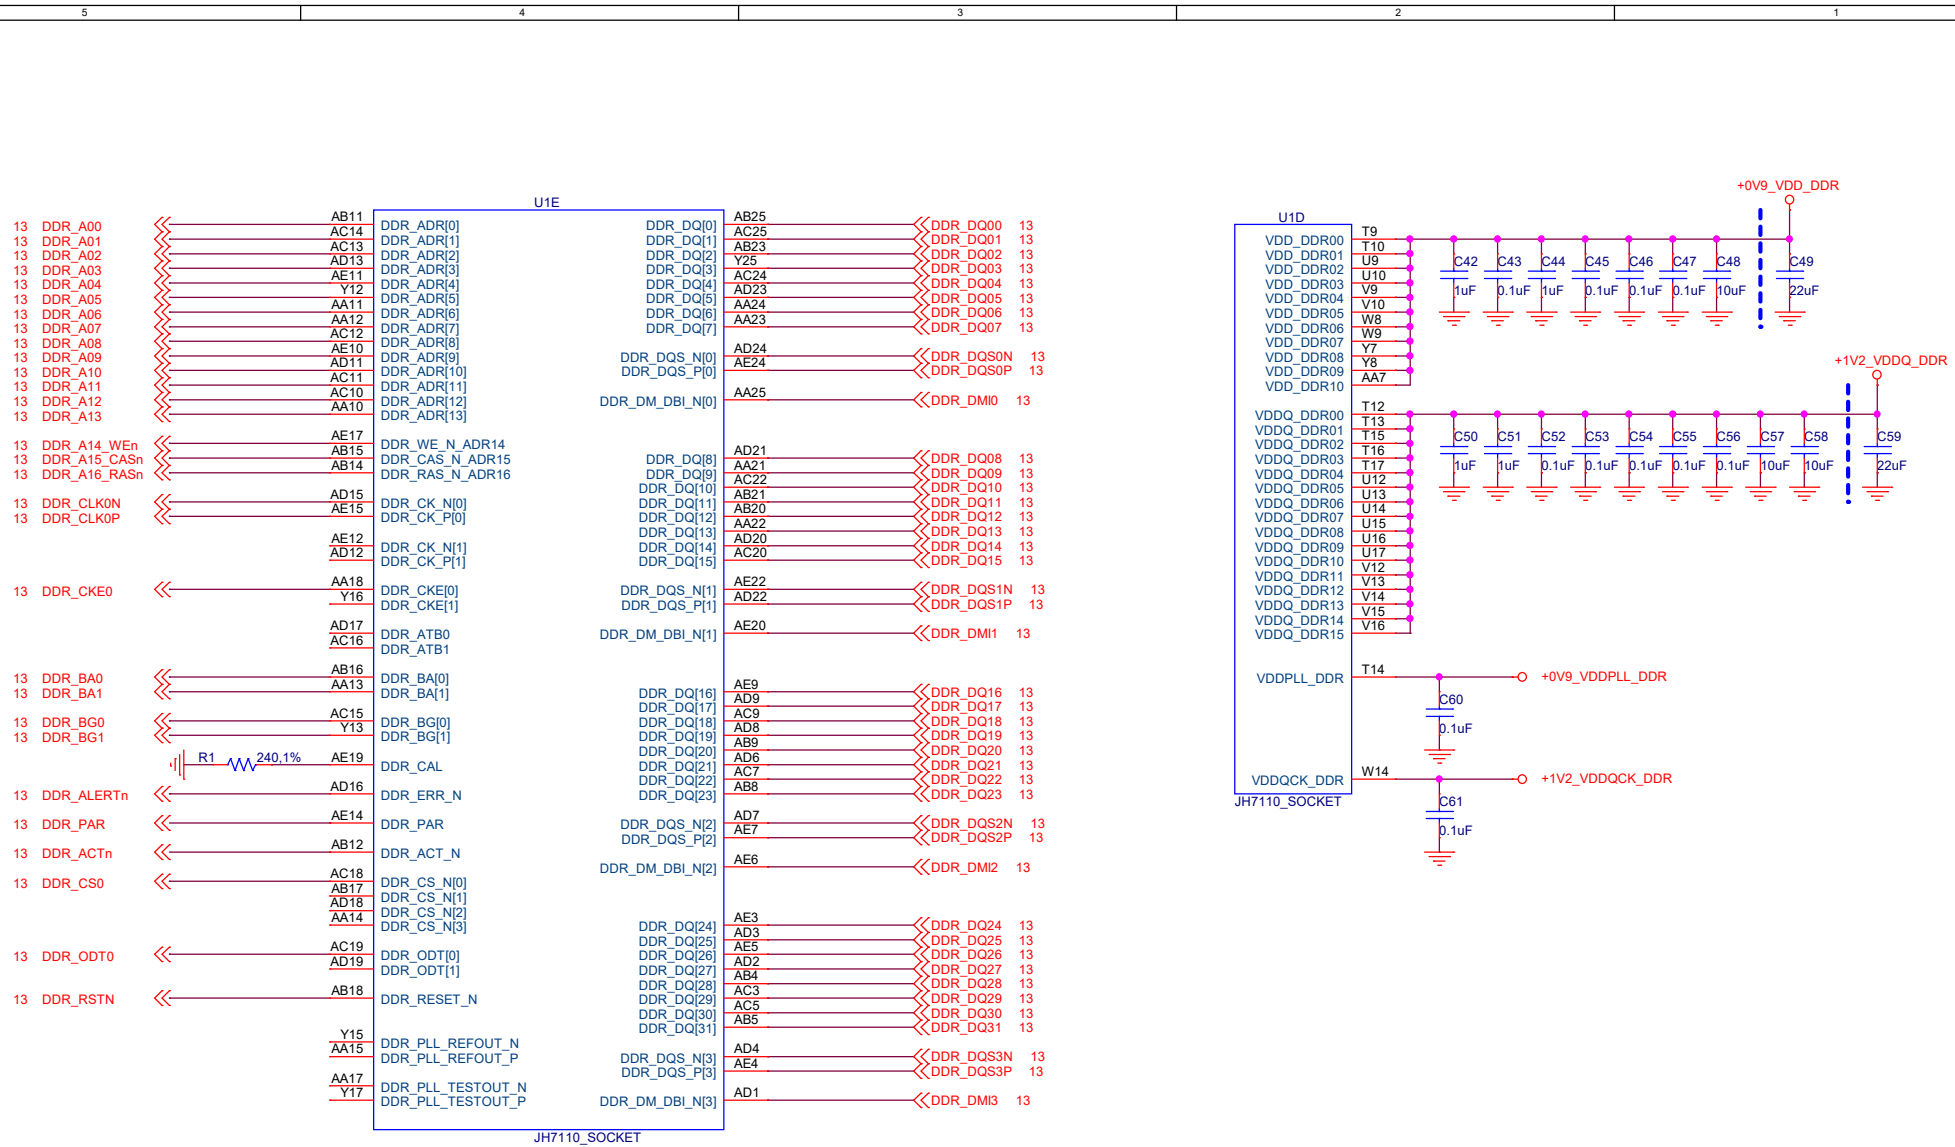 5 4 3 2 1
U1E
13 DDR_A00 AB11 DDR_ADR[0]
13 DDR_A01 AC14 DDR_ADR[1]
13 DDR_A02 AC13 DDR_ADR[2]
13 DDR_A03 AD13 DDR_ADR[3]
13 DDR_A04 AE11 DDR_ADR[4]
13 DDR_A05 Y12 DDR_ADR[5]
13 DDR_A06 AA11 DDR_ADR[6]
13 DDR_A07 AA12 DDR_ADR[7]
13 DDR_A08 AC12 DDR_ADR[8]
13 DDR_A09 AE10 DDR_ADR[9]
13 DDR_A10 AD11 DDR_ADR[10]
13 DDR_A11 AC11 DDR_ADR[11]
13 DDR_A12 AC10 DDR_ADR[12]
13 DDR_A13 AA10 DDR_ADR[13]
13 DDR_A14_WEn AE17 DDR_WE_N_ADR14
13 DDR_A15_CASn AB15 DDR_CAS_N_ADR15
13 DDR_A16_RASn AB14 DDR_RAS_N_ADR16
13 DDR_CLK0N AD15 DDR_CK_N[0]
13 DDR_CLK0P AE15 DDR_CK_P[0]
AE12 DDR_CK_N[1]
AD12 DDR_CK_P[1]
13 DDR_CKE0 AA18 DDR_CKE[0]
Y16 DDR_CKE[1]
AD17 DDR_ATB0
AC16 DDR_ATB1
13 DDR_BA0 AB16 DDR_BA[0]
13 DDR_BA1 AA13 DDR_BA[1]
13 DDR_BG0 AC15 DDR_BG[0]
13 DDR_BG1 Y13 DDR_BG[1]
R1 240,1% AE19 DDR_CAL
13 DDR_ALERTn AD16 DDR_ERR_N
13 DDR_PAR AE14 DDR_PAR
13 DDR_ACTn AB12 DDR_ACT_N
13 DDR_CS0 AC18 DDR_CS_N[0]
AB17 DDR_CS_N[1]
AD18 DDR_CS_N[2]
AA14 DDR_CS_N[3]
13 DDR_ODT0 AC19 DDR_ODT[0]
AD19 DDR_ODT[1]
13 DDR_RSTN AB18 DDR_RESET_N
Y15 DDR_PLL_REFOUT_N
AA15 DDR_PLL_REFOUT_P
AA17 DDR_PLL_TESTOUT_N
Y17 DDR_PLL_TESTOUT_P
DDR_DQ[0] AB25 DDR_DQ00 13
DDR_DQ[1] AC25 DDR_DQ01 13
DDR_DQ[2] AB23 DDR_DQ02 13
DDR_DQ[3] Y25 DDR_DQ03 13
DDR_DQ[4] AC24 DDR_DQ04 13
DDR_DQ[5] AD23 DDR_DQ05 13
DDR_DQ[6] AA24 DDR_DQ06 13
DDR_DQ[7] AA23 DDR_DQ07 13
DDR_DQS_N[0] AD24 DDR_DQS0N 13
DDR_DQS_P[0] AE24 DDR_DQS0P 13
DDR_DM_DBI_N[0] AA25 DDR_DMI0 13
DDR_DQ[8] AD21 DDR_DQ08 13
DDR_DQ[9] AA21 DDR_DQ09 13
DDR_DQ[10] AC22 DDR_DQ10 13
DDR_DQ[11] AB21 DDR_DQ11 13
DDR_DQ[12] AB20 DDR_DQ12 13
DDR_DQ[13] AA22 DDR_DQ13 13
DDR_DQ[14] AD20 DDR_DQ14 13
DDR_DQ[15] AC20 DDR_DQ15 13
DDR_DQS_N[1] AE22 DDR_DQS1N 13
DDR_DQS_P[1] AD22 DDR_DQS1P 13
DDR_DM_DBI_N[1] AE20 DDR_DMI1 13
DDR_DQ[16] AE9 DDR_DQ16 13
DDR_DQ[17] AD9 DDR_DQ17 13
DDR_DQ[18] AC9 DDR_DQ18 13
DDR_DQ[19] AD8 DDR_DQ19 13
DDR_DQ[20] AB9 DDR_DQ20 13
DDR_DQ[21] AD6 DDR_DQ21 13
DDR_DQ[22] AC7 DDR_DQ22 13
DDR_DQ[23] AB8 DDR_DQ23 13
DDR_DQS_N[2] AD7 DDR_DQS2N 13
DDR_DQS_P[2] AE7 DDR_DQS2P 13
DDR_DM_DBI_N[2] AE6 DDR_DMI2 13
DDR_DQ[24] AE3 DDR_DQ24 13
DDR_DQ[25] AD3 DDR_DQ25 13
DDR_DQ[26] AE5 DDR_DQ26 13
DDR_DQ[27] AD2 DDR_DQ27 13
DDR_DQ[28] AB4 DDR_DQ28 13
DDR_DQ[29] AC3 DDR_DQ29 13
DDR_DQ[30] AC5 DDR_DQ30 13
DDR_DQ[31] AB5 DDR_DQ31 13
DDR_DQS_N[3] AD4 DDR_DQS3N 13
DDR_DQS_P[3] AE4 DDR_DQS3P 13
DDR_DM_DBI_N[3] AD1 DDR_DMI3 13
JH7110_SOCKET
U1D
VDD_DDR00 T9
VDD_DDR01 T10
VDD_DDR02 U9
VDD_DDR03 U10
VDD_DDR04 V9
VDD_DDR05 V10
VDD_DDR06 W8
VDD_DDR07 W9
VDD_DDR08 Y7
VDD_DDR09 Y8
VDD_DDR10 AA7
VDDQ_DDR00 T12
VDDQ_DDR01 T13
VDDQ_DDR02 T15
VDDQ_DDR03 T16
VDDQ_DDR04 T17
VDDQ_DDR05 U12
VDDQ_DDR06 U13
VDDQ_DDR07 U14
VDDQ_DDR08 U15
VDDQ_DDR09 U16
VDDQ_DDR10 U17
VDDQ_DDR11 V12
VDDQ_DDR12 V13
VDDQ_DDR13 V14
VDDQ_DDR14 V15
VDDQ_DDR15 V16
VDDPLL_DDR T14 +0V9_VDDPLL_DDR
C60
0.1uF
VDDQCK_DDR W14 +1V2_VDDQCK_DDR
JH7110_SOCKET
C61
0.1uF
+0V9_VDD_DDR
C42 C43 C44 C45 C46 C47 C48 C49
1uF 0.1uF 1uF 0.1uF 0.1uF 0.1uF 10uF 22uF
+1V2_VDDQ_DDR
C50 C51 C52 C53 C54 C55 C56 C57 C58 C59
1uF 1uF 0.1uF 0.1uF 0.1uF 0.1uF 0.1uF 10uF 10uF 22uF